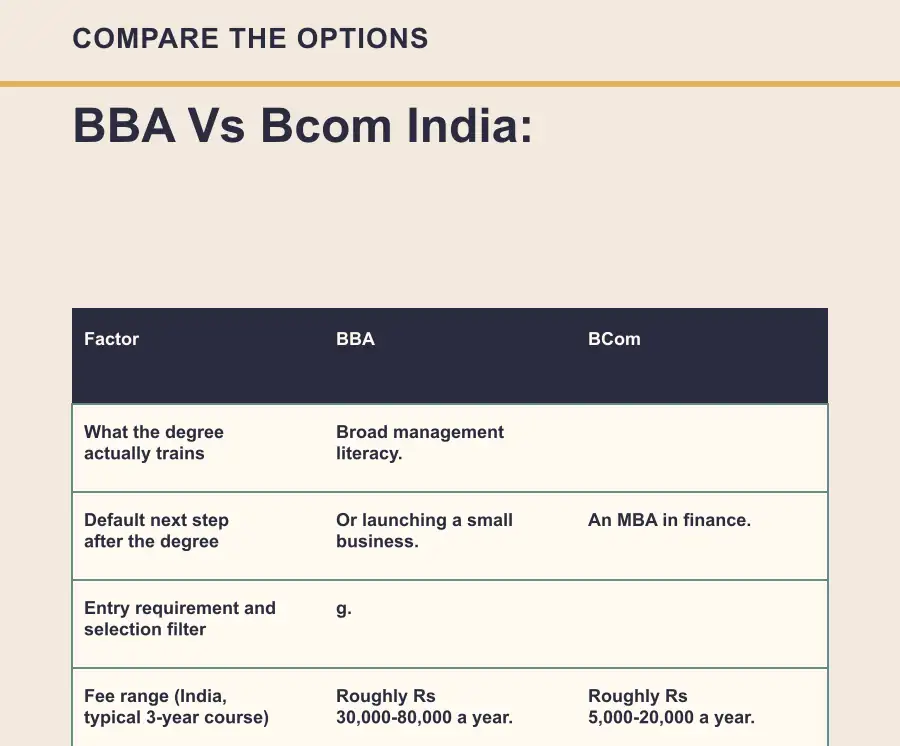 COMPARE THE OPTIONS
BBA Vs Bcom India:
Factor BBA BCom
What the degree Broad management
actually trains literacy.
Default next step Or launching a small An MBA in finance.
after the degree business.
Entry requirement and g.
selection filter
Fee range (India, Roughly Rs Roughly Rs
typical 3-year course) 30,000-80,000 a year. 5,000-20,000 a year.